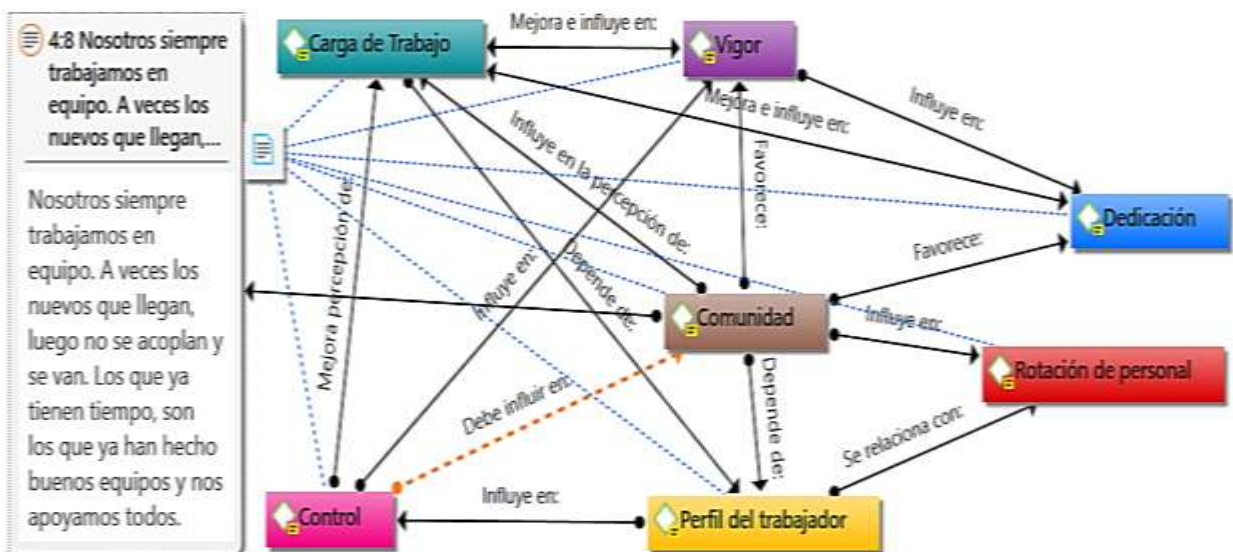 4:8 Nosotros siempre
trabajamos en
equipo. A veces los
nuevos que llegan,...
Nosotros siempre
trabajamos en
equipo. A veces los
nuevos que llegan,
luego no se acoplan y
se van. Los que ya
tienen tiempo, son
los que ya han hecho
buenos equipos y nos
apoyamos todos.
Carga de Trabajo
Mejora e influye en:
Vigor
Mejora e influye en:
Influye en:
Influye en la percepción de:
Favorece:
Dedicación
Mejora percepción de:
Influye en:
Depende de:
Favorece:
Comunidad
Influye en:
Rotación de personal
Debe influir en:
Depende de:
Se relaciona con:
Control
Influye en:
Perfil del trabajador